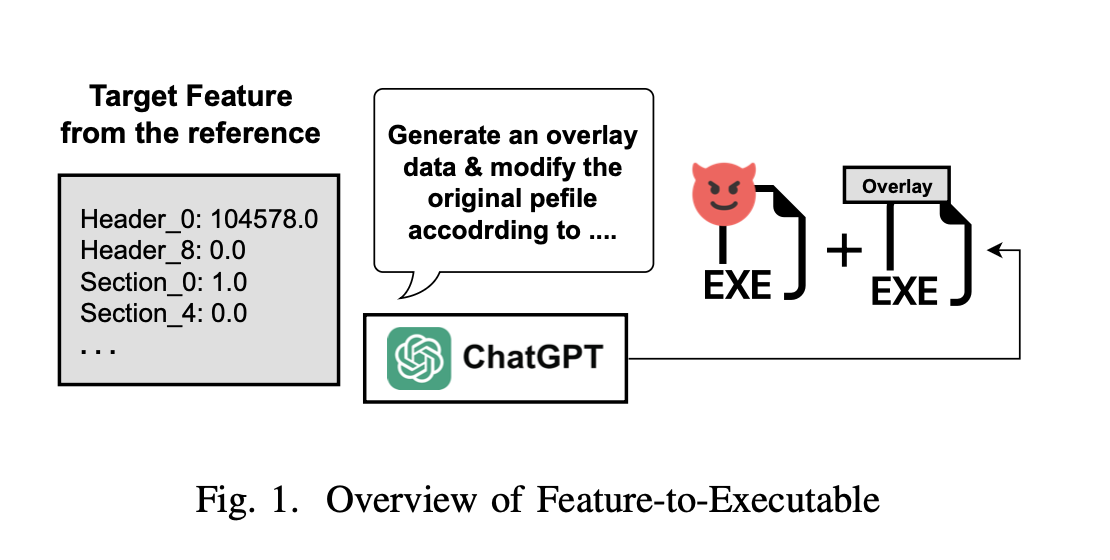 Target Feature
from the reference
Header_0: 104578.0
Header_8: 0.0
Section_0: 1.0
Section_4: 0.0
. . .
Generate an overlay
data & modify the
original pefile
accodrding to ....
ChatGPT
EXE
+
Overlay
EXE
Fig. 1. Overview of Feature-to-Executable